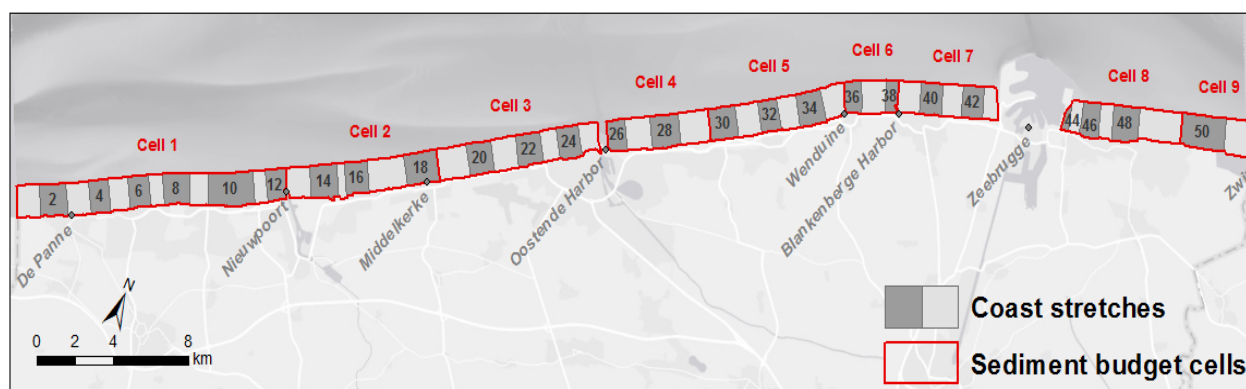 Cell 1
Cell 2
Cell 3
Cell 4
Cell 5
Cell 6
Cell 7
Cell 8
Cell 9
2
4
6
8
10
12
14
16
18
20
22
24
26
28
30
32
34
36
38
40
42
44
46
48
50
De Panne
Nieuwpoort
Middelkerke
Oostende Harbor
Wenduine
Blankenberge Harbor
Zeebrugge
Zwi
N
0 2 4 8
km
Coast stretches
Sediment budget cells